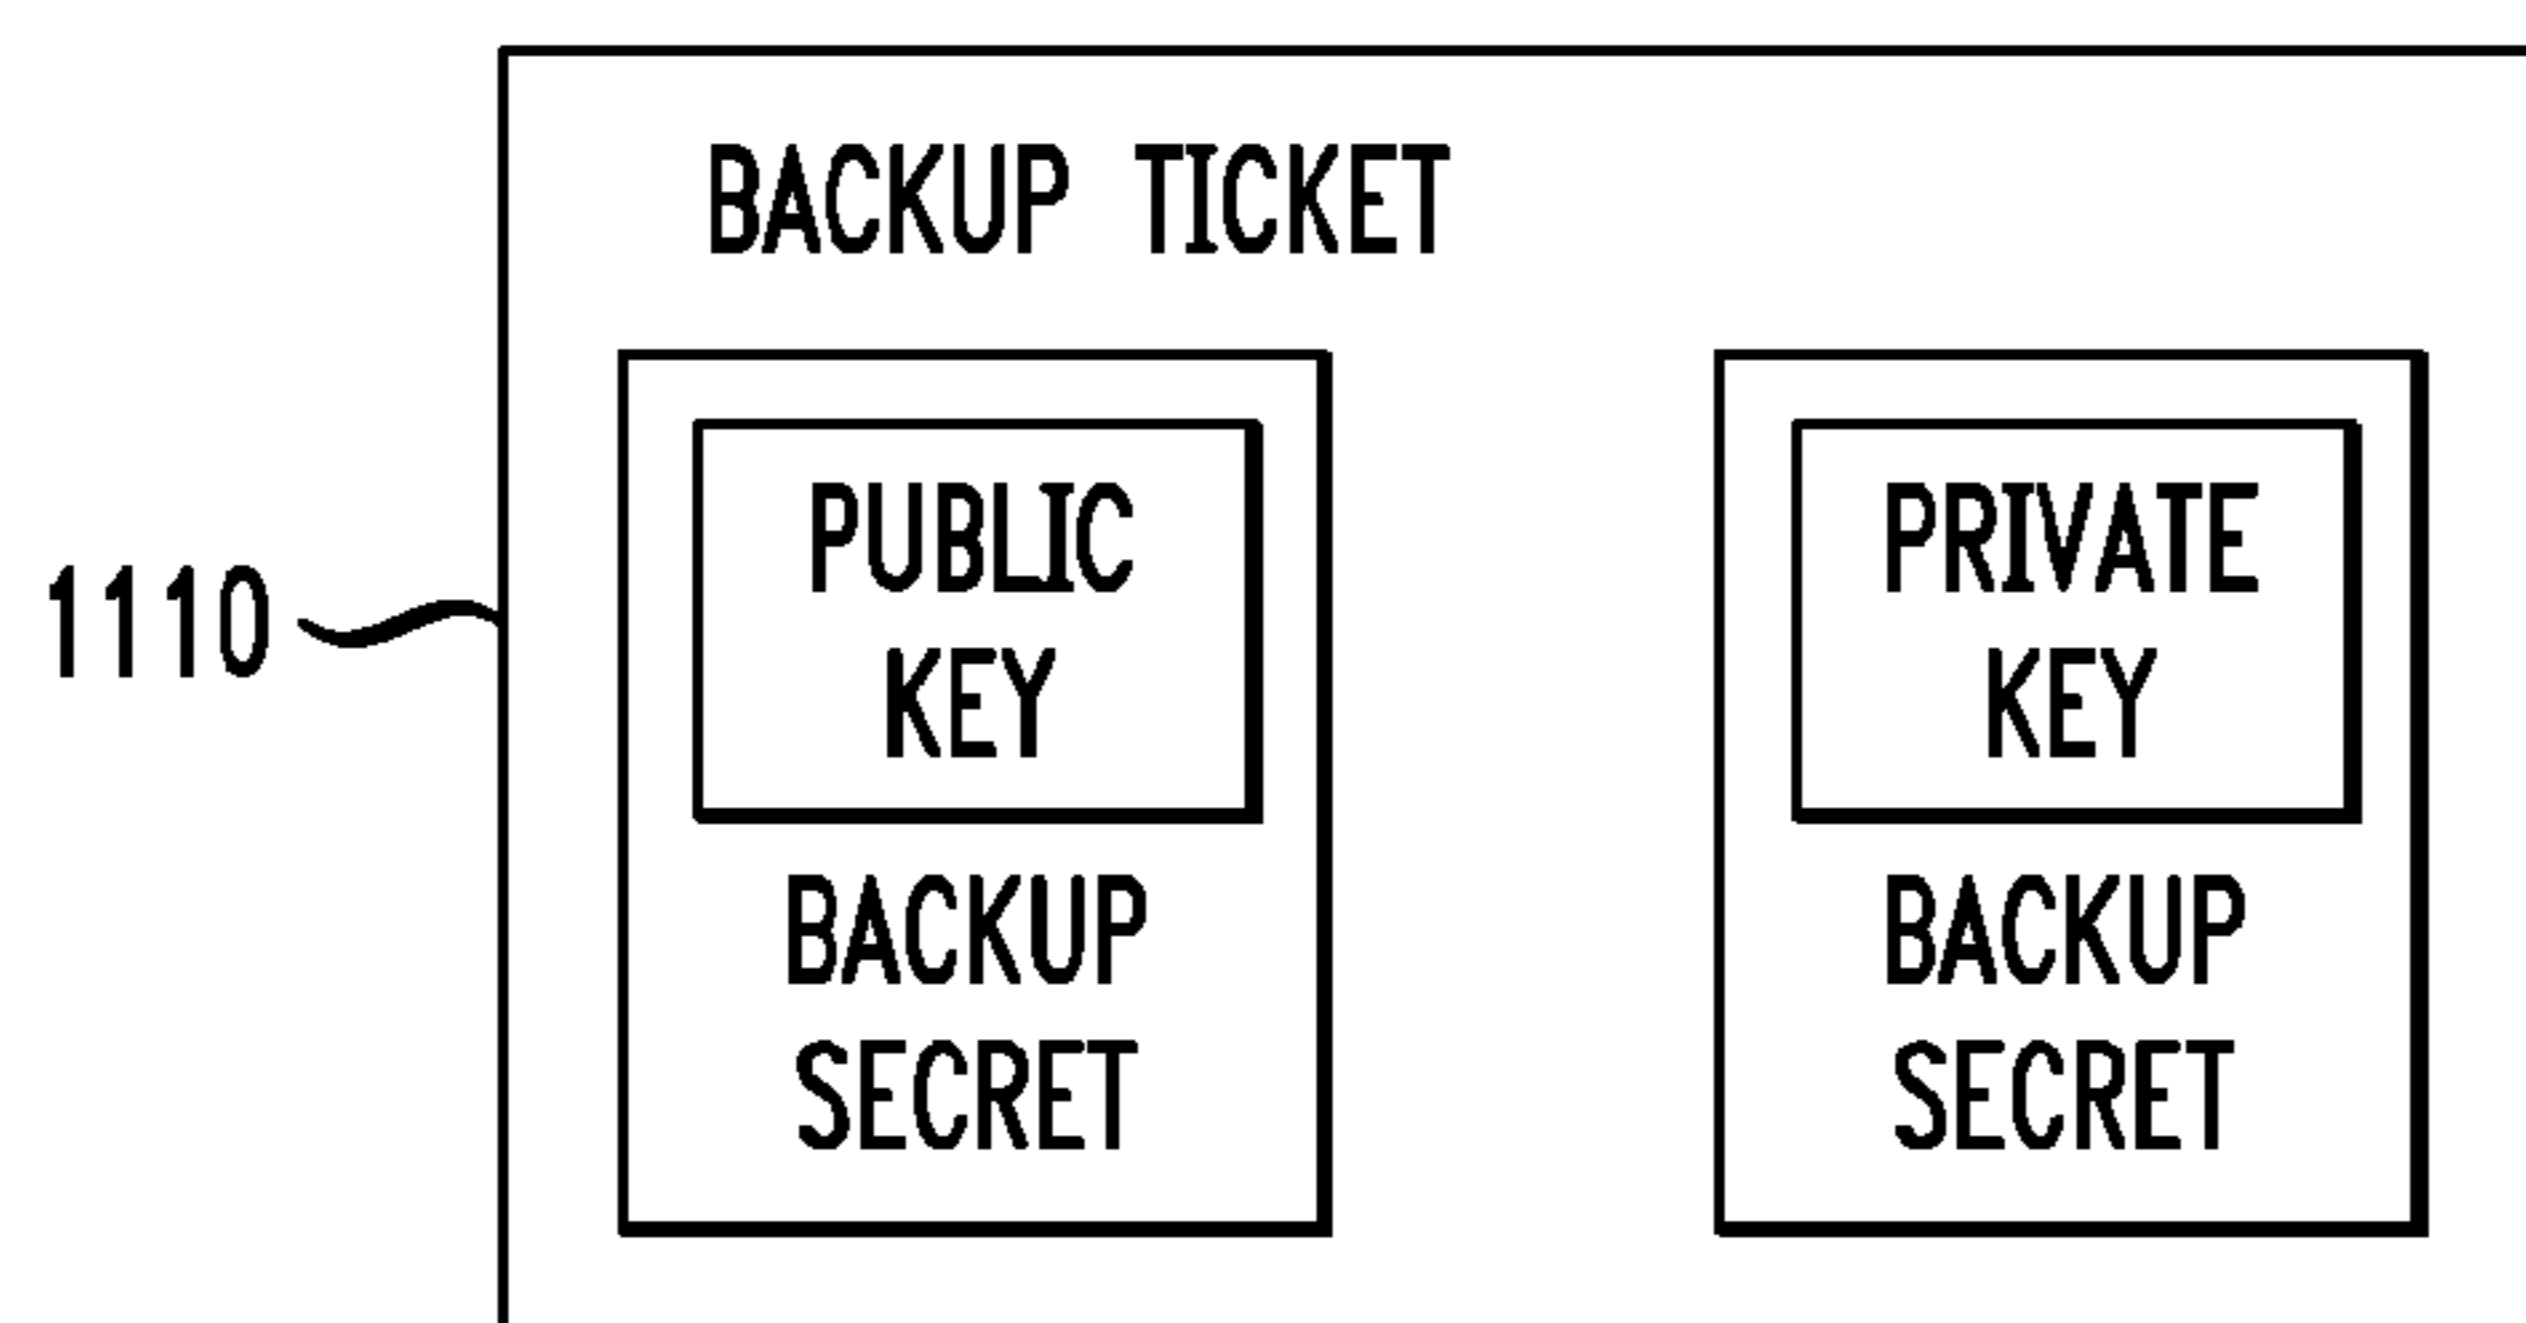 BACKUP TICKET
PUBLIC
KEY
BACKUP
SECRET
PRIVATE
KEY
BACKUP
SECRET
1110